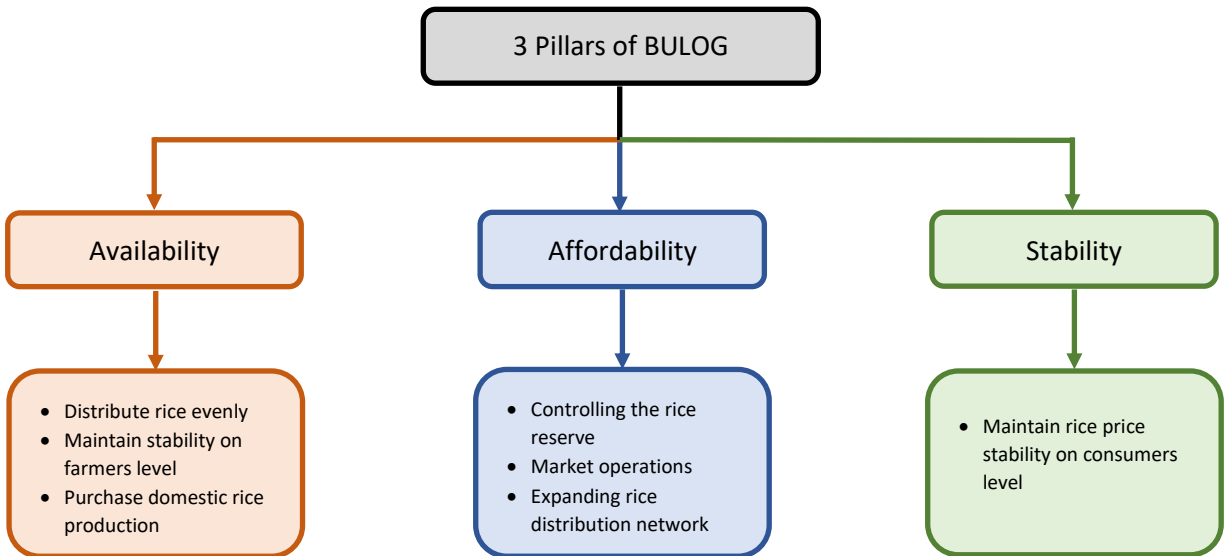 3 Pillars of BULOG
Availability
Affordability
Stability
• Distribute rice evenly
• Maintain stability on
farmers level
• Purchase domestic rice
production
• Controlling the rice
reserve
• Market operations
• Expanding rice
distribution network
• Maintain rice price
stability on consumers
level